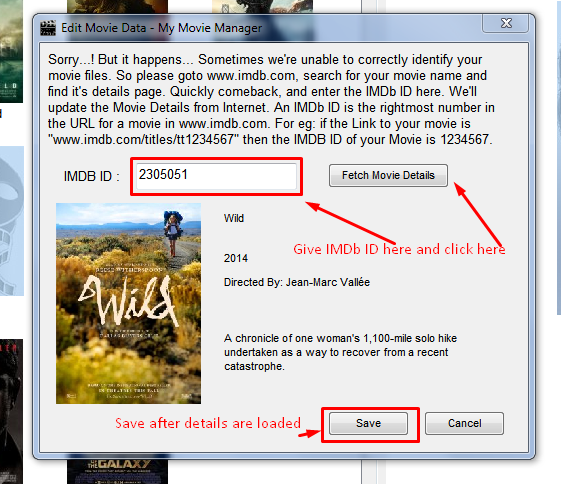 Edit Movie Data - My Movie Manager
Sorry...! But it happens... Sometimes we're unable to correctly identify your
movie files. So please goto www.imdb.com, search for your movie name and
find it's details page. Quickly comeback, and enter the IMDb ID here. We'll
update the Movie Details from Internet. An IMDb ID is the rightmost number in
the URL for a movie in www.imdb.com. For eg: if the Link to your movie is
"www.imdb.com/titles/tt1234567" then the IMDB ID of your Movie is 1234567.
IMDB ID :
2305051
Fetch Movie Details
Give IMDb ID here and click here
REESE WITHERSPOON
Wild
Wild
2014
Directed By: Jean-Marc Vallée
A chronicle of one woman's 1,100-mile solo hike
undertaken as a way to recover from a recent
catastrophe.
Save after details are loaded
Save
Cancel
GALAXY